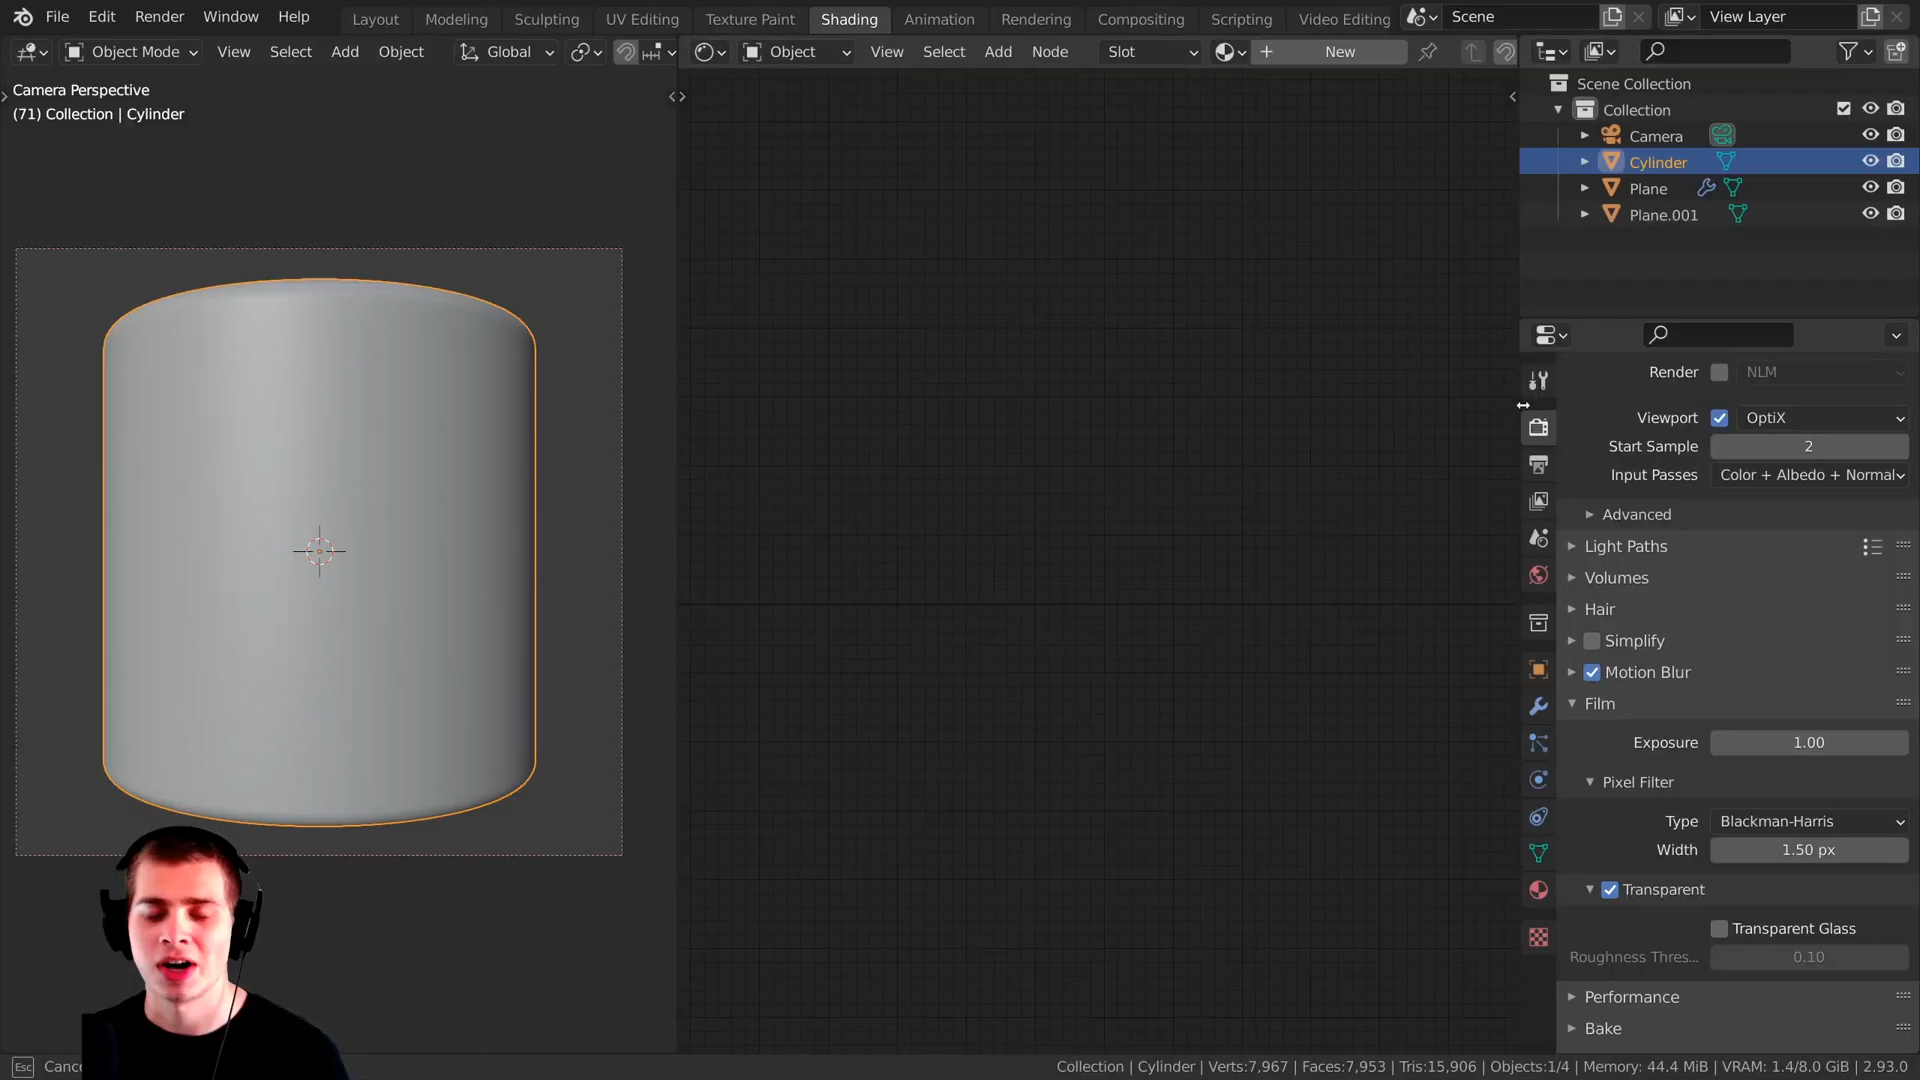 File Edit Render Window Help Layout Modeling Sculpting UV Editing Texture Paint Shading Animation Rendering Compositing Scripting Video Editing Scene View Layer
Object Mode View Select Add Object Global Object View Select Add Node Slot New
Camera Perspective
(71) Collection | Cylinder
Scene Collection
Collection
Camera
Cylinder
Plane
Plane.001
Render NLM
Viewport OptiX
Start Sample 2
Input Passes Color + Albedo + Normal
Advanced
Light Paths
Volumes
Hair
Simplify
Motion Blur
Film
Exposure 1.00
Pixel Filter
Type Blackman-Harris
Width 1.50 px
Transparent
Transparent Glass
Roughness Thres... 0.10
Performance
Bake
Esc Cance
Collection | Cylinder | Verts:7,967 | Faces:7,953 | Tris:15,906 | Objects:1/4 | Memory: 44.4 MiB | VRAM: 1.4/8.0 GiB | 2.93.0